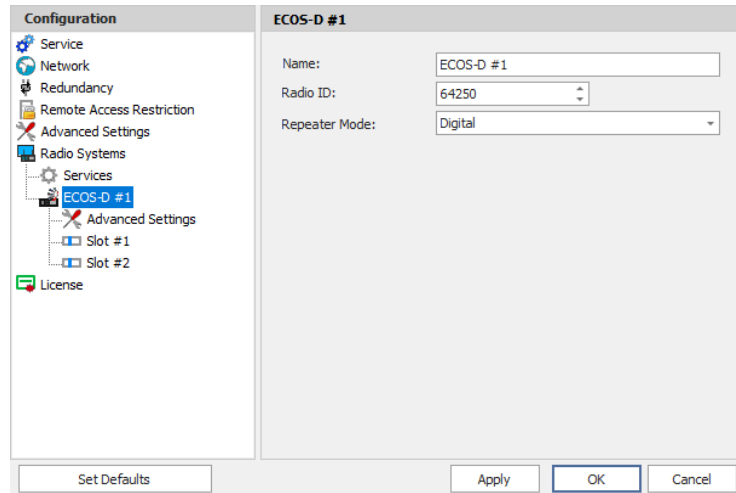 Configuration
Service
Network
Redundancy
Remote Access Restriction
Advanced Settings
Radio Systems
Services
ECOS-D #1
Advanced Settings
Slot #1
Slot #2
License
ECOS-D #1
Name: ECOS-D #1
Radio ID: 64250
Repeater Mode: Digital
Set Defaults Apply OK Cancel